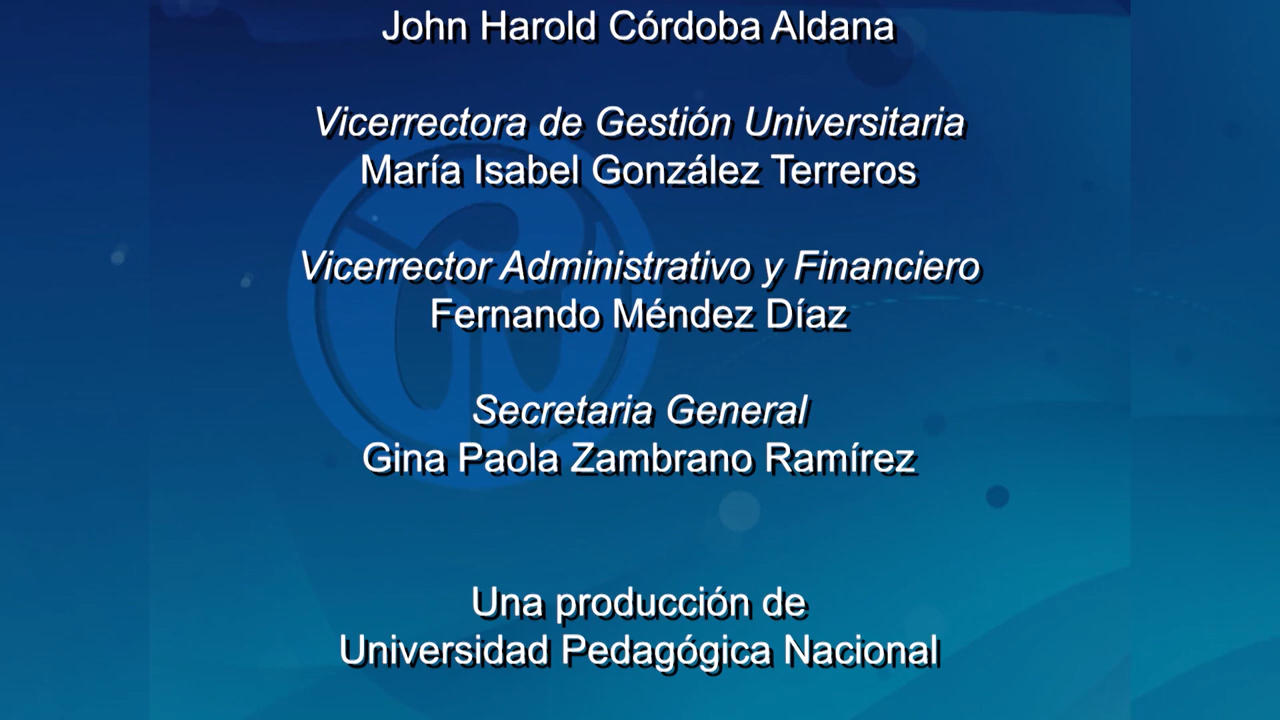 John Harold Córdoba Aldana
Vicerrectora de Gestión Universitaria
María Isabel González Terreros
Vicerrector Administrativo y Financiero
Fernando Méndez Díaz
Secretaria General
Gina Paola Zambrano Ramírez
Una producción de
Universidad Pedagógica Nacional